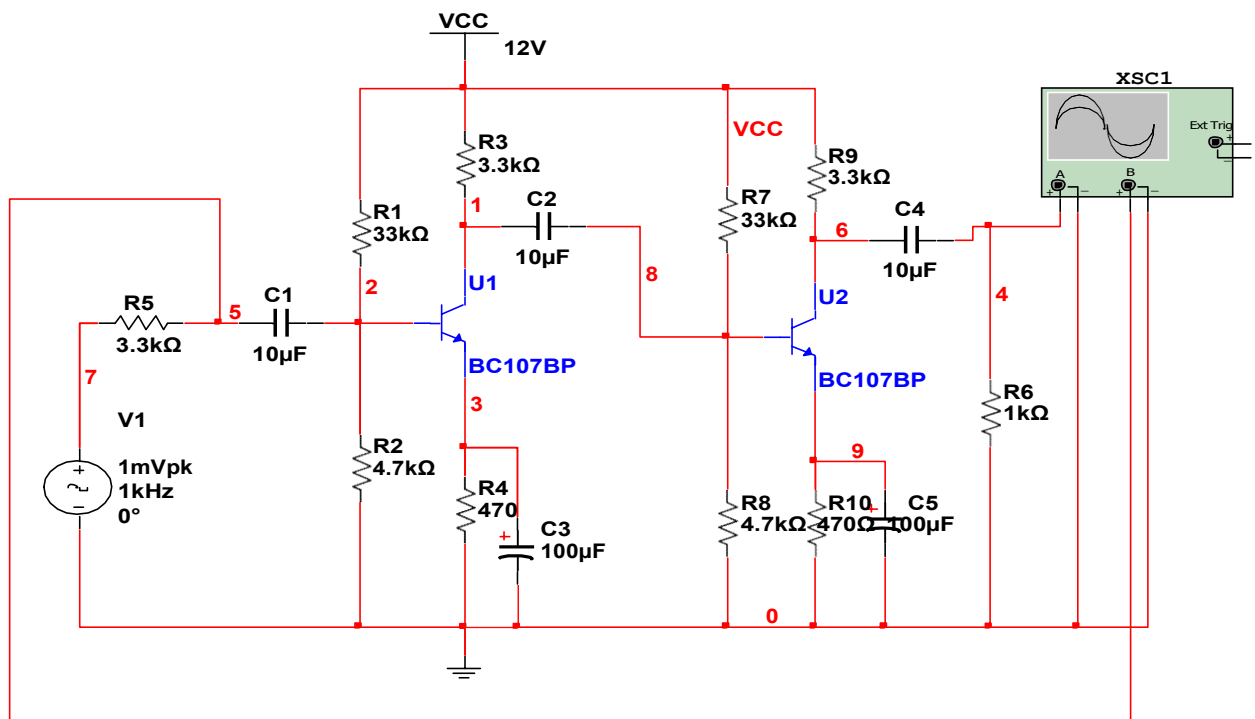 VCC
12V
XSC1
Ext Trig
+
−
A
B
+
−
+
−
VCC
R3
3.3kΩ
R9
3.3kΩ
1
C2
10µF
R7
33kΩ
R1
33kΩ
6
C4
10µF
8
U1
U2
2
4
R5
3.3kΩ
5
C1
10µF
BC107BP
BC107BP
7
3
R6
1kΩ
V1
R2
4.7kΩ
9
1mVpk
1kHz
0°
+
−
R4
470
+
C3
100µF
R8
4.7kΩ
R10
470Ω
+
C5
100µF
0